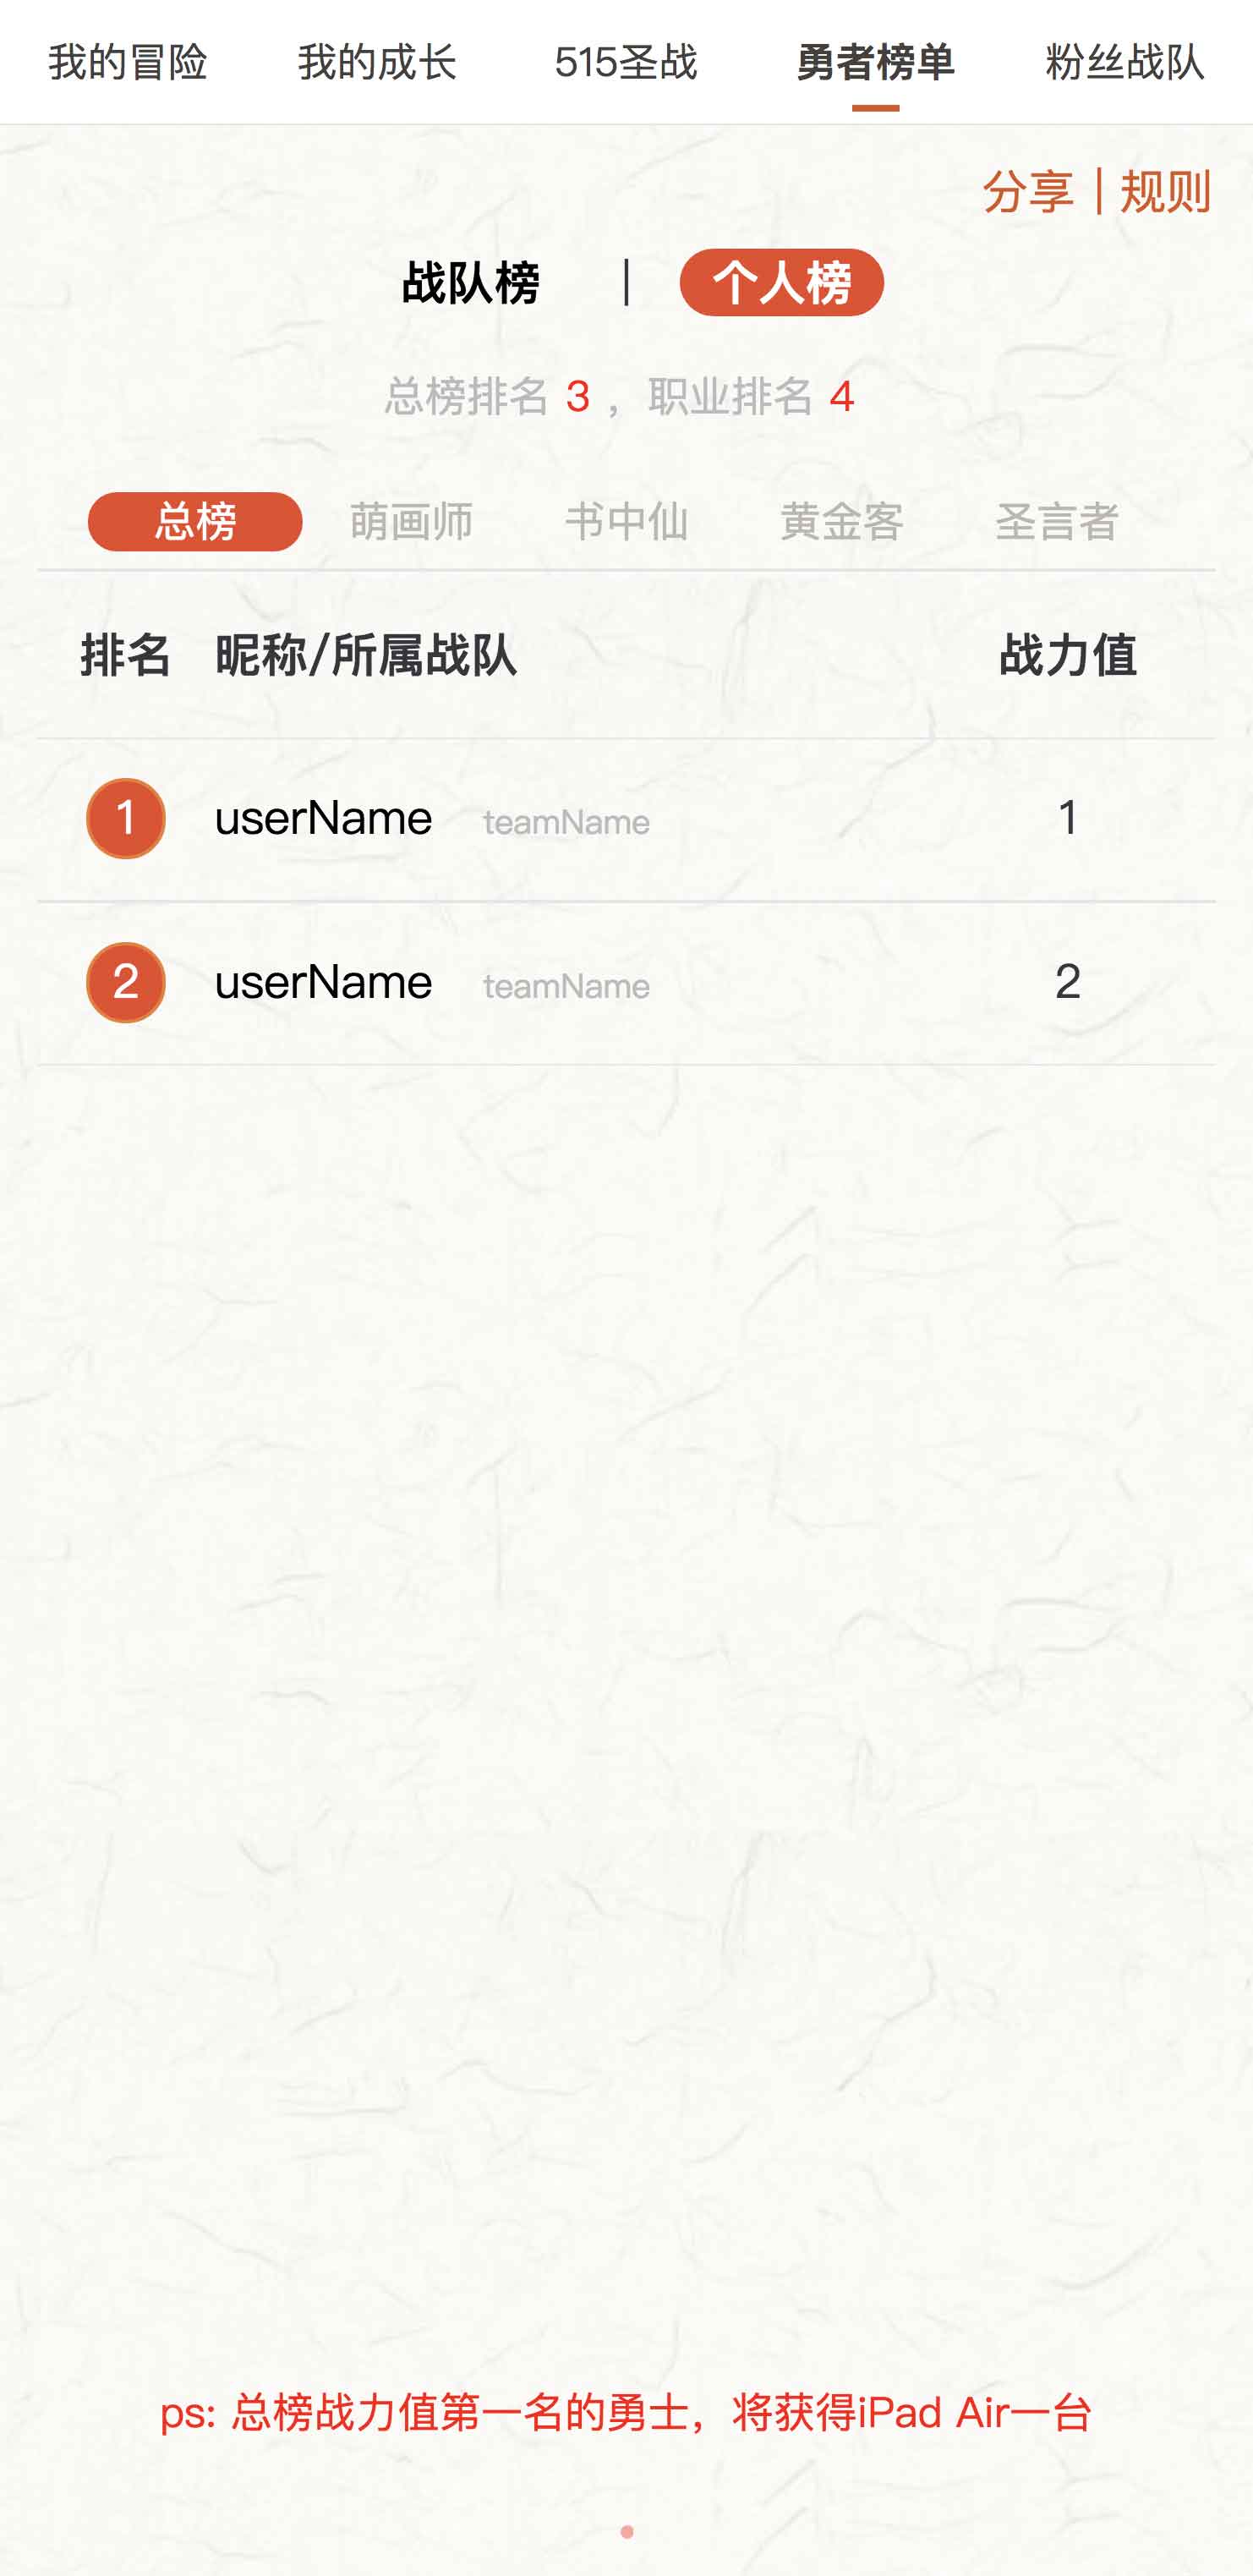 我的冒险 我的成长 515圣战 勇者榜单 粉丝战队
分享 | 规则
战队榜 | 个人榜
总榜排名 3 ，职业排名 4
总榜 萌画师 书中仙 黄金客 圣言者
排名 昵称/所属战队 战力值
1 userName teamName 1
2 userName teamName 2
ps: 总榜战力值第一名的勇士，将获得iPad Air一台